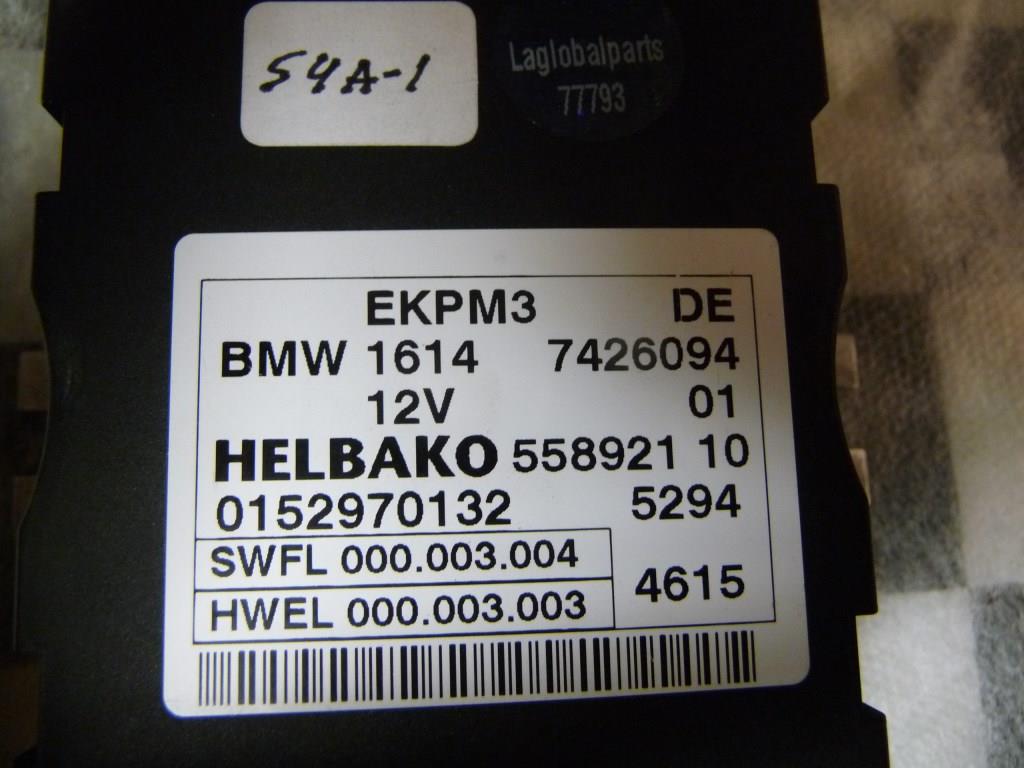 54A-1
Laglobalparts
77793
EKPM3 DE
BMW 1614 7426094
12V 01
HELBAKO 558921 10
0152970132 5294
SWFL 000.003.004
4615
HWEL 000.003.003